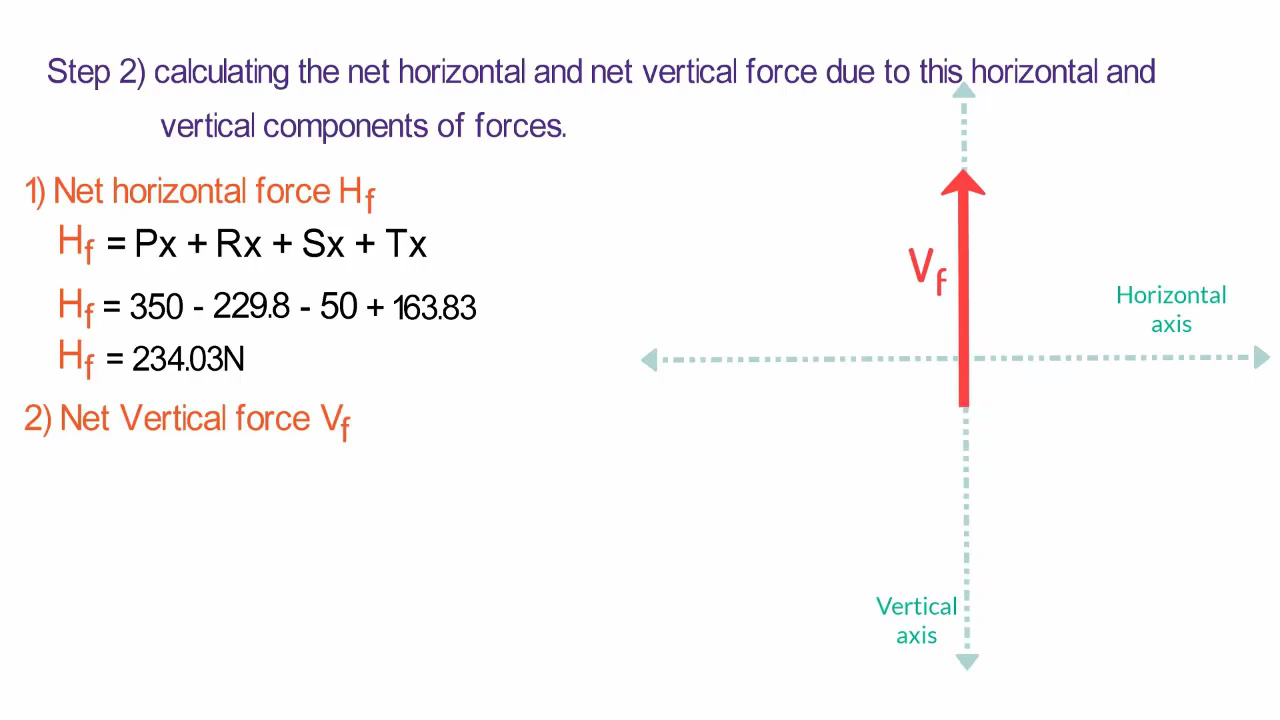 Step 2) calculating the net horizontal and net vertical force due to this horizontal and
vertical components of forces.
1) Net horizontal force Hf
Hf = Px + Rx + Sx + Tx
Hf = 350 - 229.8 - 50 + 163.83
Hf = 234.03N
2) Net Vertical force Vf
Vf
Horizontal
axis
Vertical
axis